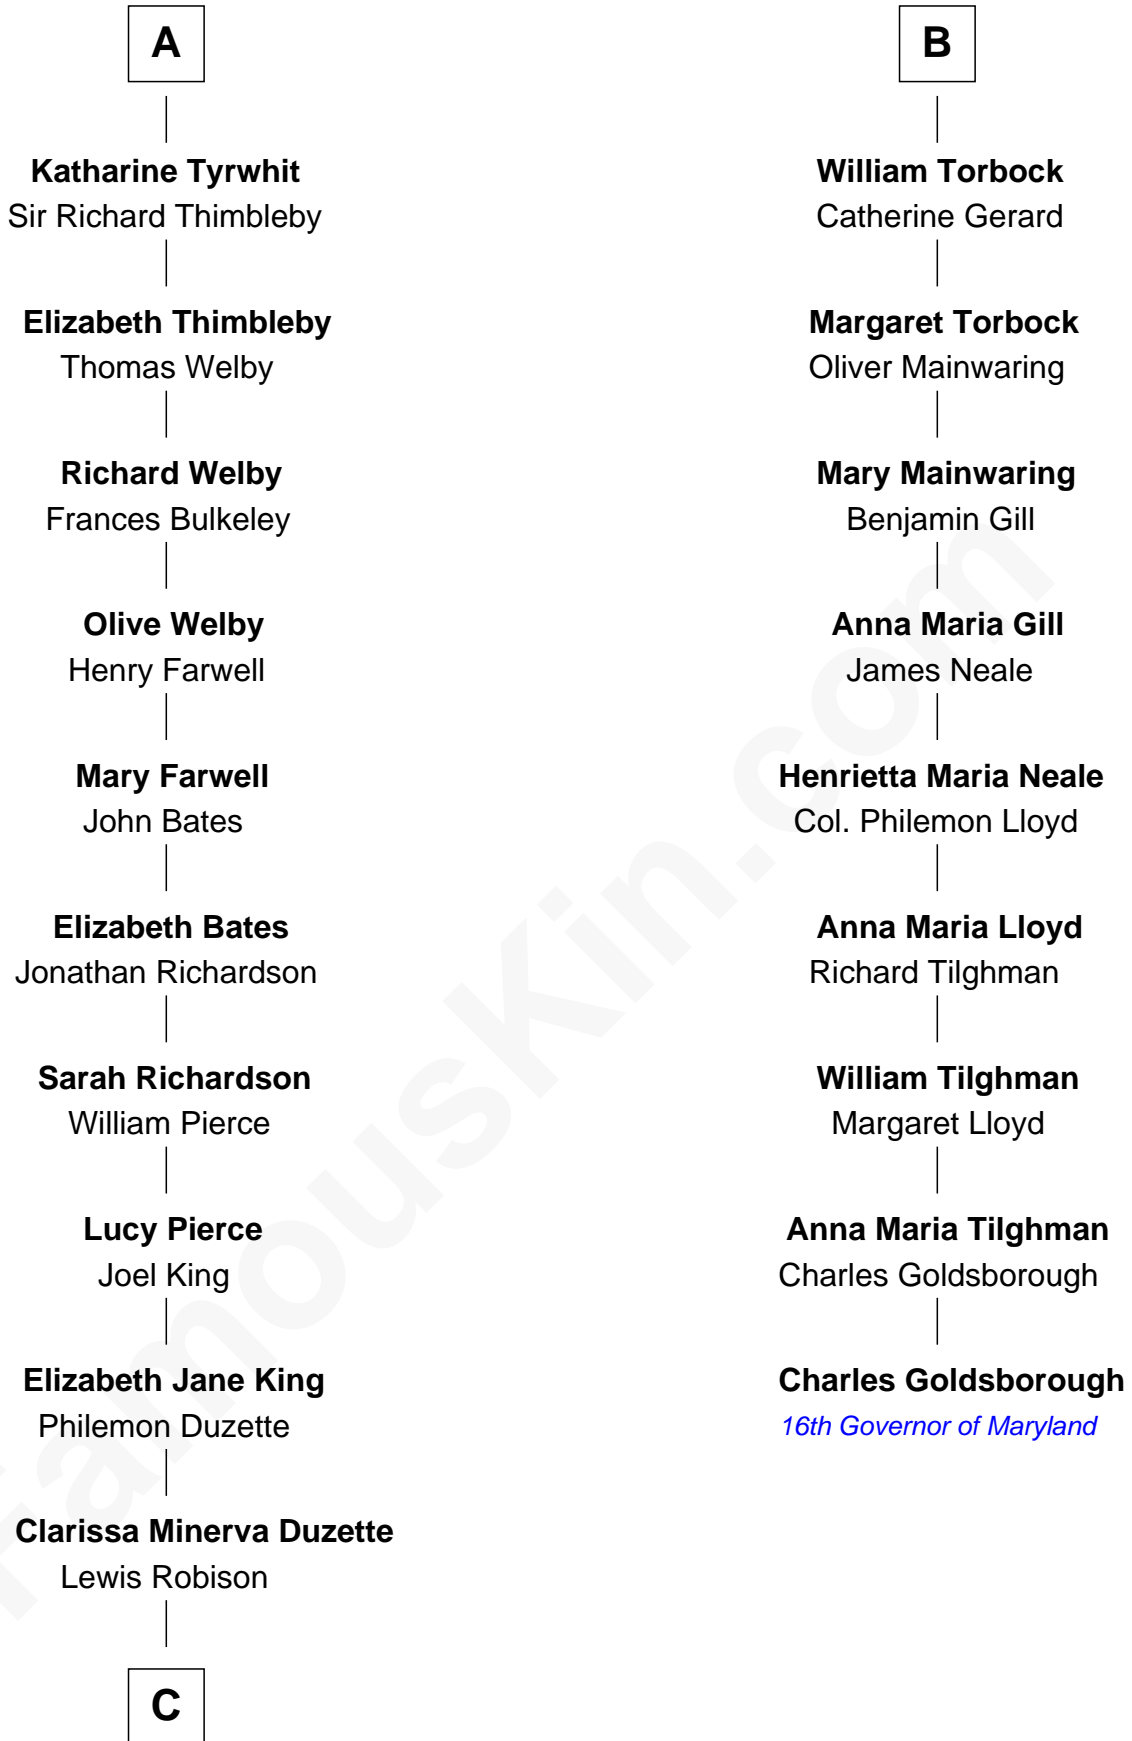 A
Katharine Tyrwhit
Sir Richard Thimbleby
Elizabeth Thimbleby
Thomas Welby
Richard Welby
Frances Bulkeley
Olive Welby
Henry Farwell
Mary Farwell
John Bates
Elizabeth Bates
Jonathan Richardson
Sarah Richardson
William Pierce
Lucy Pierce
Joel King
Elizabeth Jane King
Philemon Duzette
Clarissa Minerva Duzette
Lewis Robison
C
B
William Torbock
Catherine Gerard
Margaret Torbock
Oliver Mainwaring
Mary Mainwaring
Benjamin Gill
Anna Maria Gill
James Neale
Henrietta Maria Neale
Col. Philemon Lloyd
Anna Maria Lloyd
Richard Tilghman
William Tilghman
Margaret Lloyd
Anna Maria Tilghman
Charles Goldsborough
Charles Goldsborough
16th Governor of Maryland
FamousKin.com